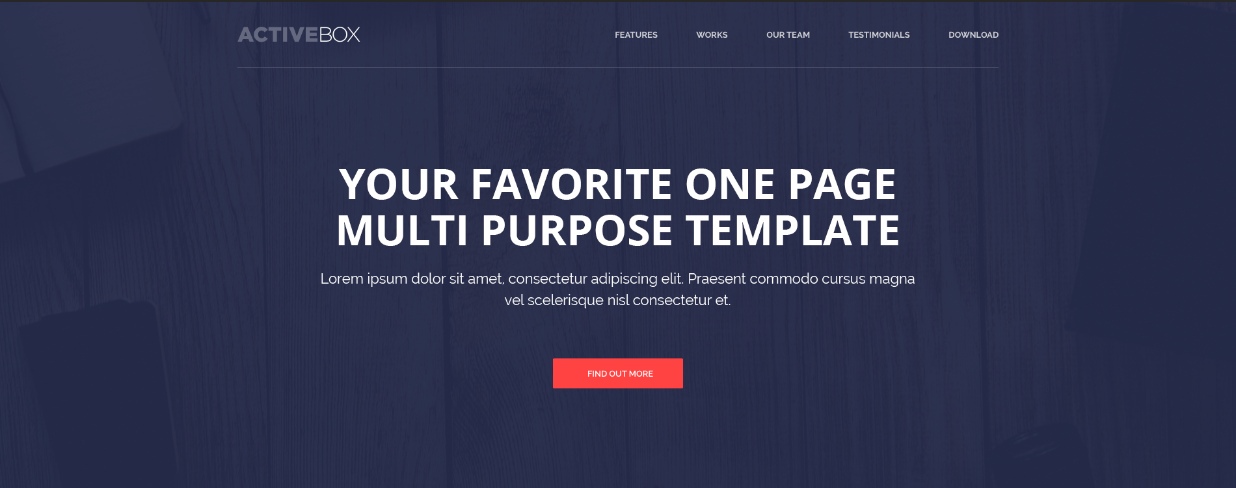 ACTIVEBOX
FEATURES WORKS OUR TEAM TESTIMONIALS DOWNLOAD
YOUR FAVORITE ONE PAGE
MULTI PURPOSE TEMPLATE
Lorem ipsum dolor sit amet, consectetur adipiscing elit. Praesent commodo cursus magna
vel scelerisque nisl consectetur et.
FIND OUT MORE